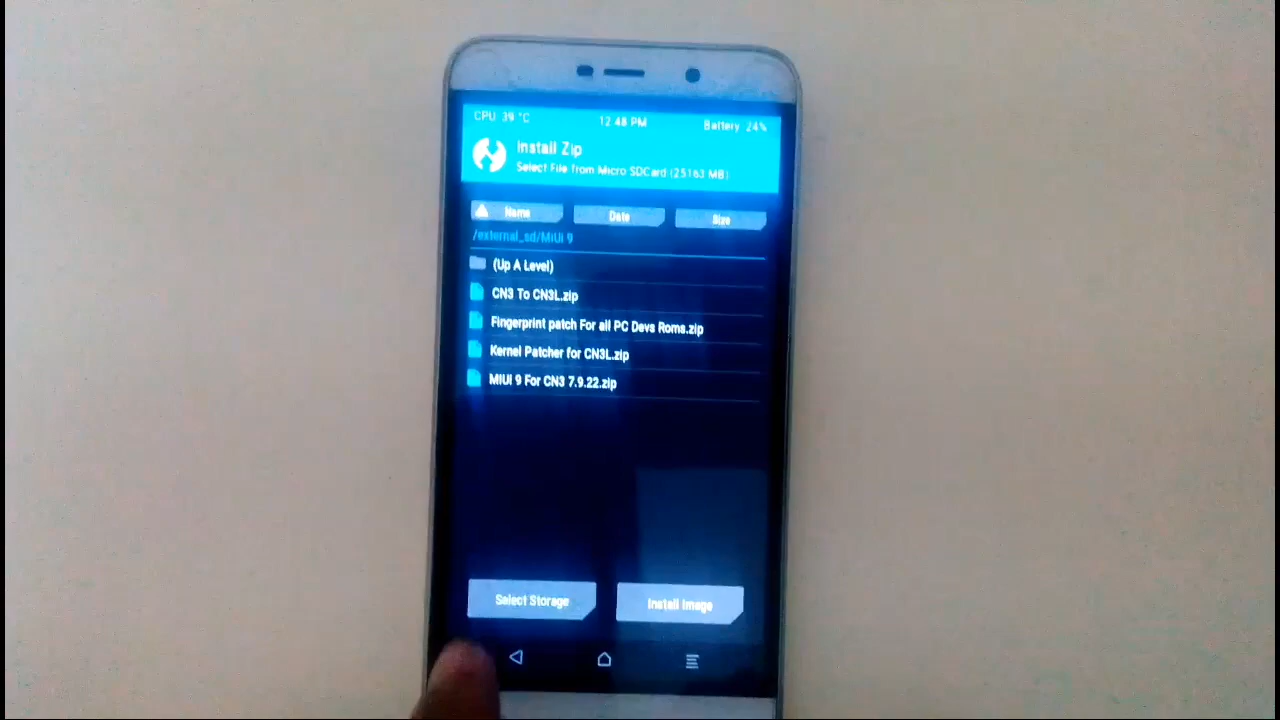 CPU 39 °C 12:48 PM Battery 24%
Install Zip
Select File from Micro SDCard (25163 MB)
Name Date Size
/external_sd/MiUi 9
(Up A Level)
CN3 To CN3L.zip
Fingerprint patch For all PC Devs Roms.zip
Kernel Patcher for CN3L.zip
MIUI 9 For CN3 7.9.22.zip
Select Storage Install Image